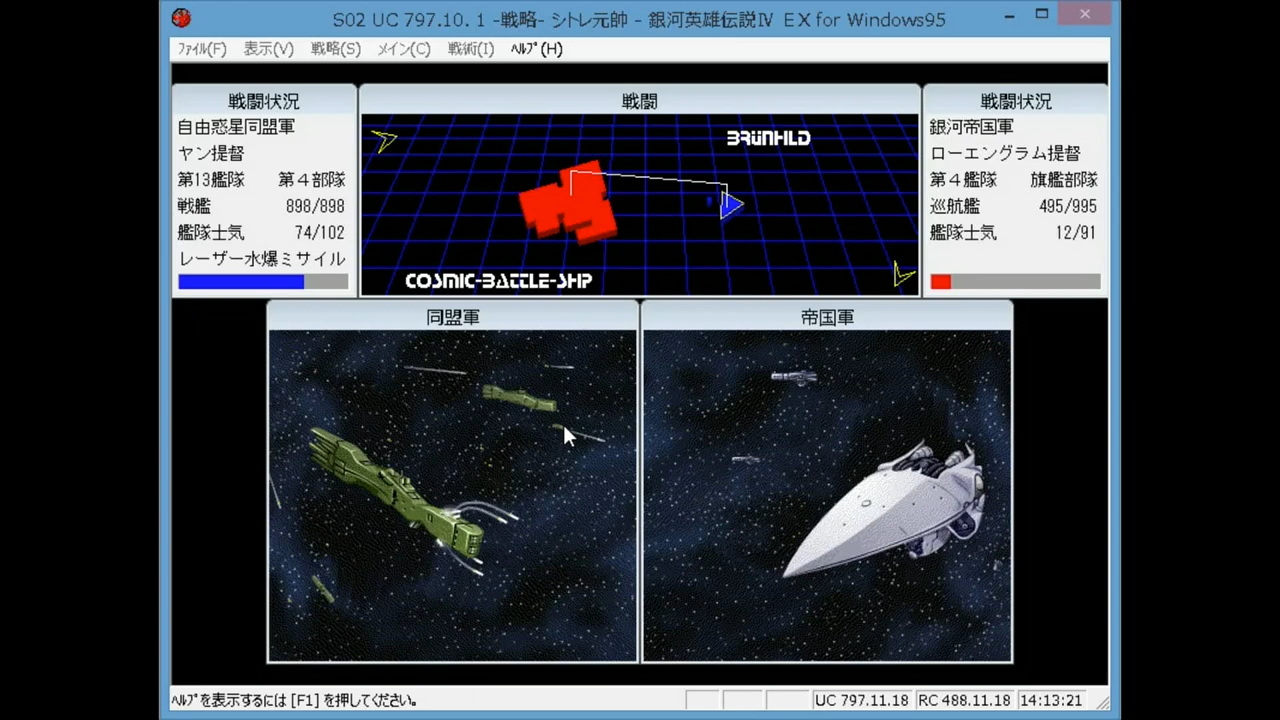 S02 UC 797.10. 1 -戦略- シトレ元帥 - 銀河英雄伝説Ⅳ EX for Windows95
ﾌｧｲﾙ(F) 表示(V) 戦略(S) メイン(C) 戦術(I) ﾍﾙﾌﾟ(H)
戦闘状況
自由惑星同盟軍
ヤン提督
第13艦隊 第４部隊
戦艦 898/898
艦隊士気 74/102
レーザー水爆ミサイル
戦闘
BRÜNHILD
COSMIC-BATTLE-SHIP
戦闘状況
銀河帝国軍
ローエングラム提督
第４艦隊 旗艦部隊
巡航艦 495/995
艦隊士気 12/91
同盟軍
帝国軍
ﾍﾙﾌﾟを表示するには [F1] を押してください。
UC 797.11.18 RC 488.11.18 14:13:21